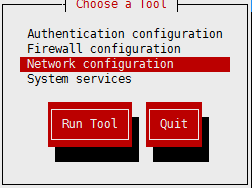 Choose a Tool
Authentication configuration
Firewall configuration
Network configuration
System services
Run Tool
Quit